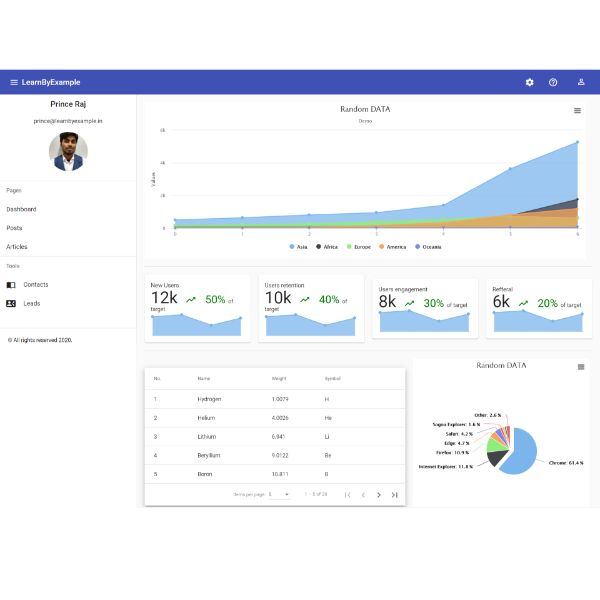 LearnByExample
Prince Raj
prince@learnbyexample.in
Pages
Dashboard
Posts
Articles
Tools
Contacts
Leads
© All rights reserved 2020.
Random DATA
Demo
Values
6k
4k
2k
0
0 1 2 3 4 5 6
Asia Africa Europe America Oceania
New Users
12k 50% of target
Users retention
10k 40% of target
Users engagement
8k 30% of target
Refferal
6k 20% of target
No. Name Weight Symbol
1 Hydrogen 1.0079 H
2 Helium 4.0026 He
3 Lithium 6.941 Li
4 Beryllium 9.0122 Be
5 Boron 10.811 B
Items per page: 5 1 – 5 of 20
Random DATA
Other: 2.6 %
Sogou Explorer: 1.6 %
Safari: 4.2 %
Edge: 4.7 %
Firefox: 10.9 %
Internet Explorer: 11.8 %
Chrome: 61.4 %